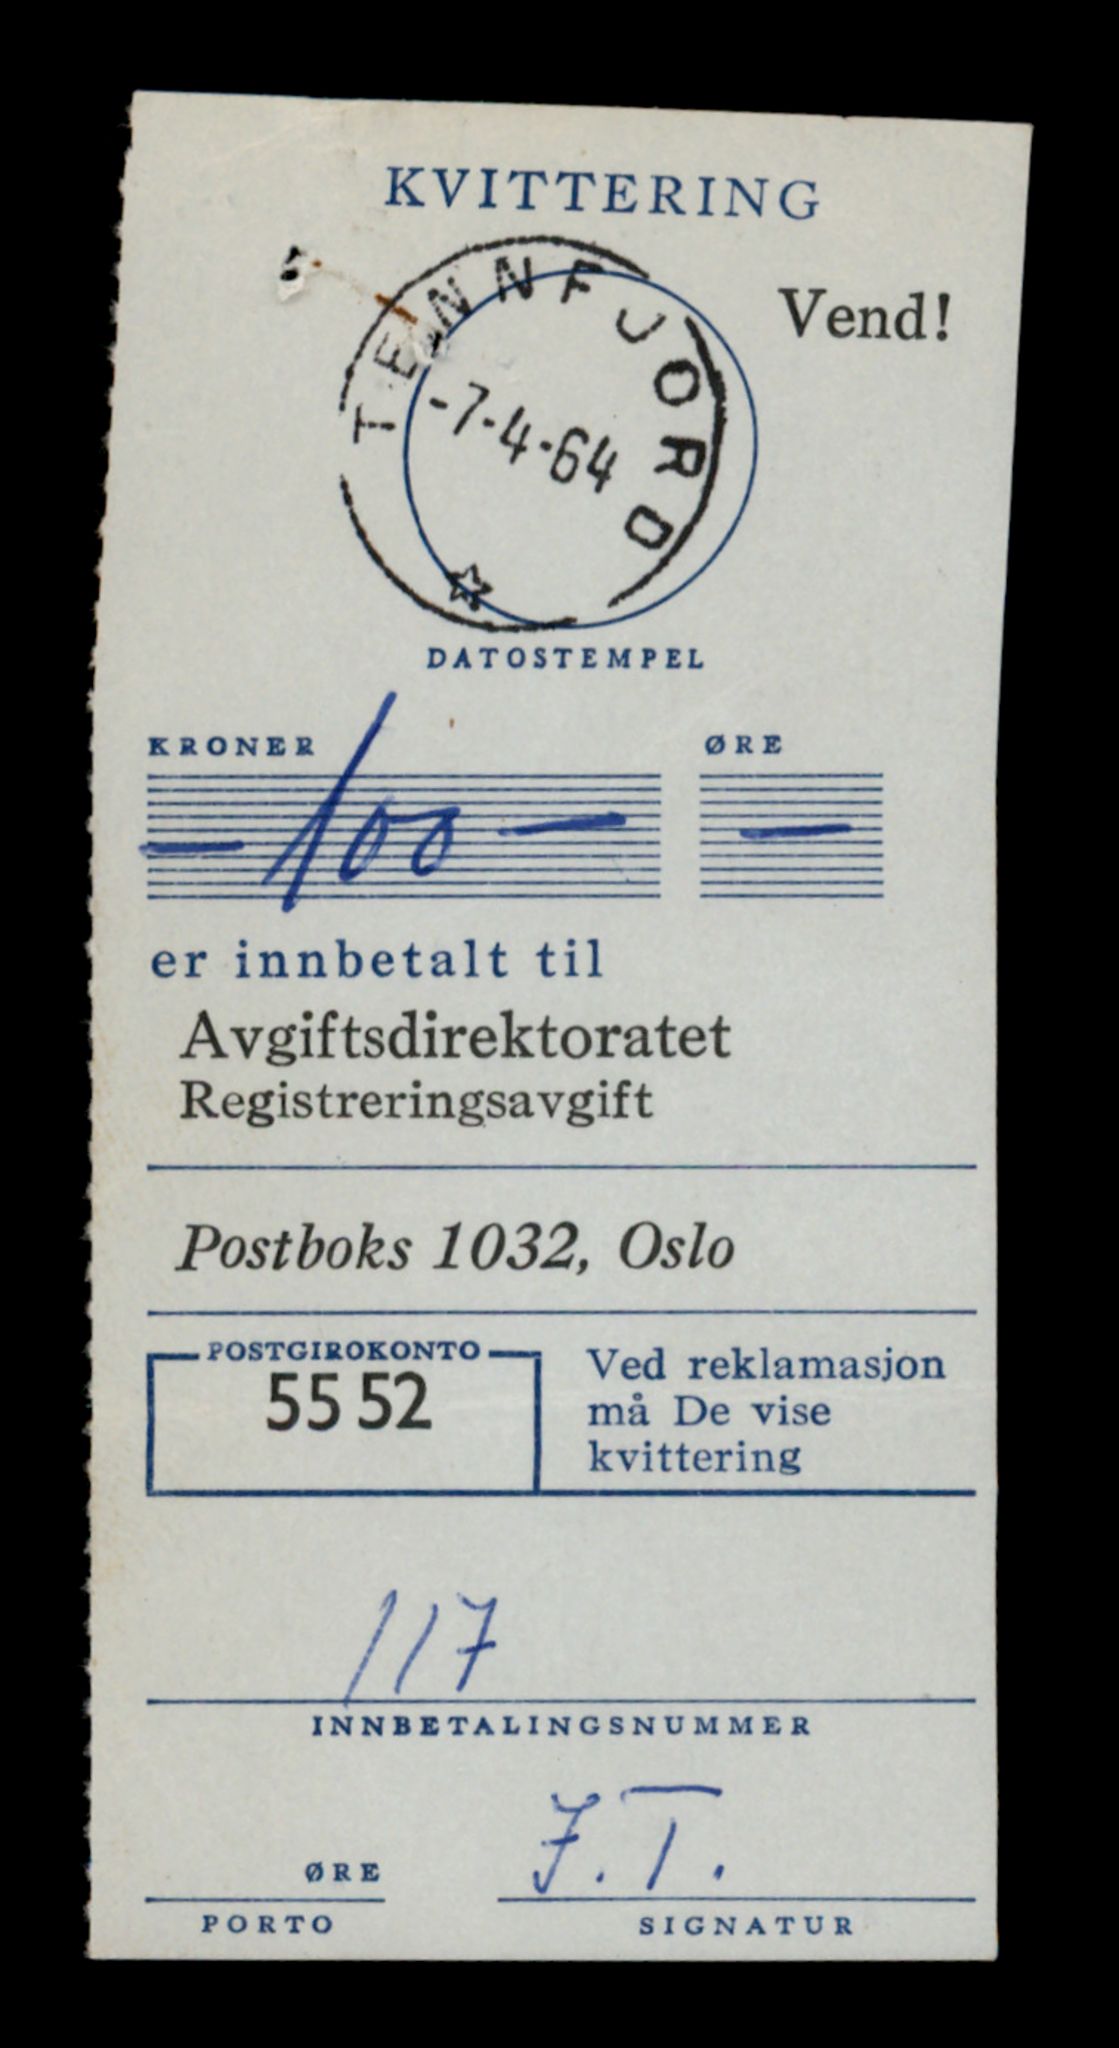 KVITTERING
Vend!
TENNFJORD
-7-4-64
DATOSTEMPEL
KRONER ØRE
— 100 — —
er innbetalt til
Avgiftsdirektoratet
Registreringsavgift
Postboks 1032, Oslo
POSTGIROKONTO
55 52
Ved reklamasjon
må De vise
kvittering
117
INNBETALINGSNUMMER
J. T.
ØRE
PORTO SIGNATUR